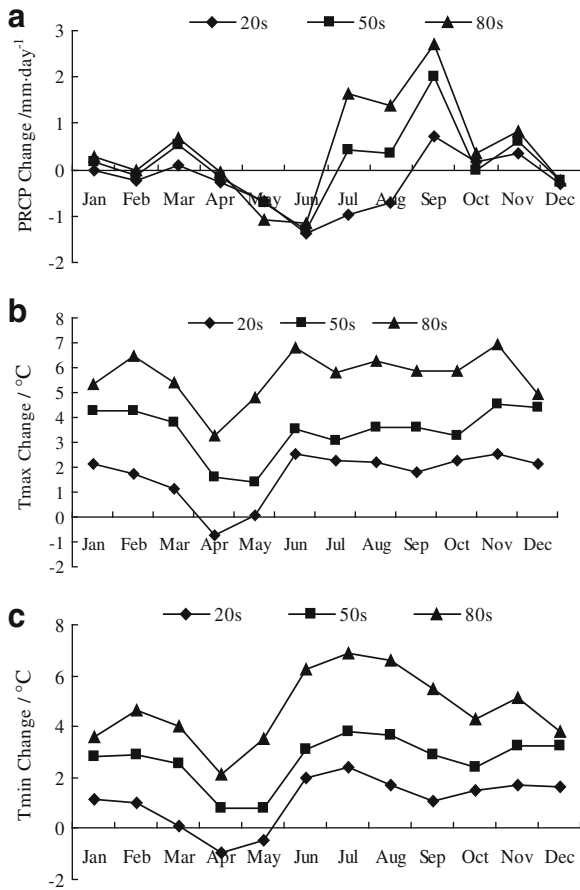 a
20s 50s 80s
PRCP Change /mm·day-1
3
2
1
0
-1
-2
Jan Feb Mar Apr May Jun Jul Aug Sep Oct Nov Dec
b
20s 50s 80s
Tmax Change / °C
8
7
6
5
4
3
2
1
0
-1
-2
Jan Feb Mar Apr May Jun Jul Aug Sep Oct Nov Dec
c
20s 50s 80s
Tmin Change / °C
8
6
4
2
0
-2
Jan Feb Mar Apr May Jun Jul Aug Sep Oct Nov Dec